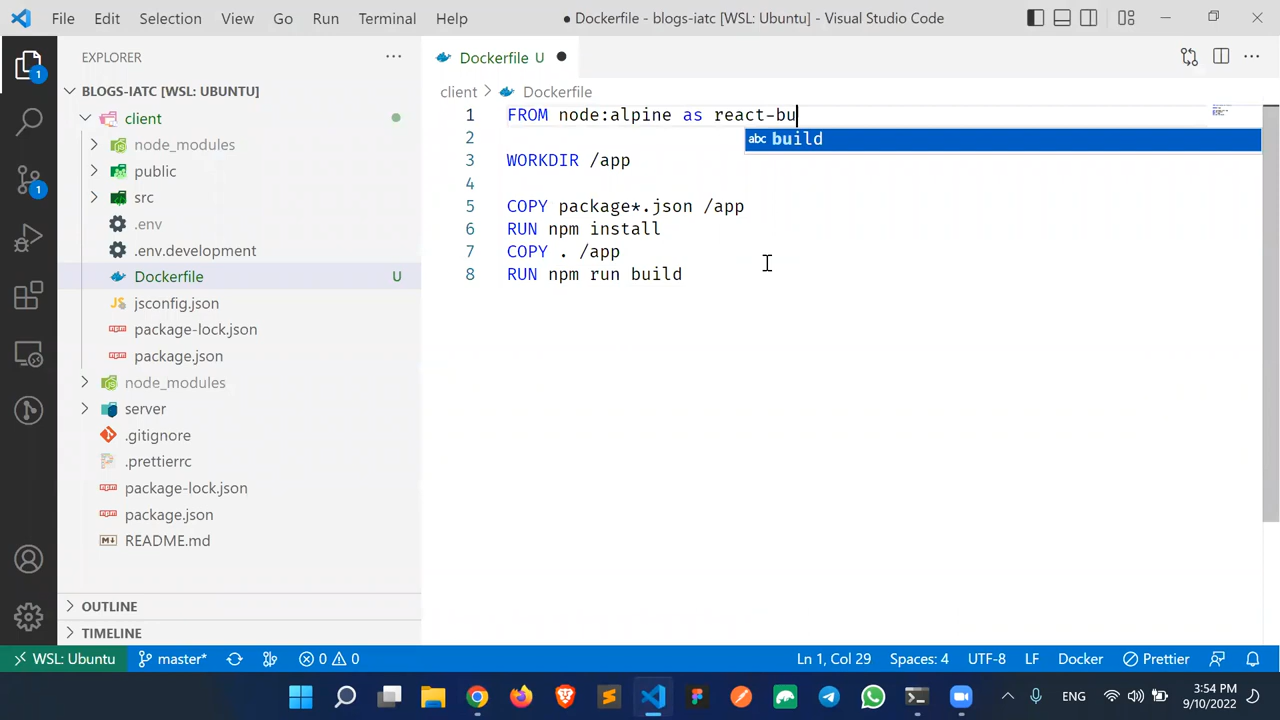 File Edit Selection View Go Run Terminal Help
● Dockerfile - blogs-iatc [WSL: Ubuntu] - Visual Studio Code
EXPLORER
Dockerfile U
1
BLOGS-IATC [WSL: UBUNTU]
client > Dockerfile
client
node_modules
public
src
.env
.env.development
Dockerfile U
jsconfig.json
package-lock.json
package.json
node_modules
server
.gitignore
.prettierrc
package-lock.json
package.json
README.md
1
1 FROM node:alpine as react-bu
abc build
2
3 WORKDIR /app
4
5 COPY package*.json /app
6 RUN npm install
7 COPY . /app
8 RUN npm run build
OUTLINE
TIMELINE
WSL: Ubuntu master* 0 0 Ln 1, Col 29 Spaces: 4 UTF-8 LF Docker Prettier
ENG
3:54 PM
9/10/2022